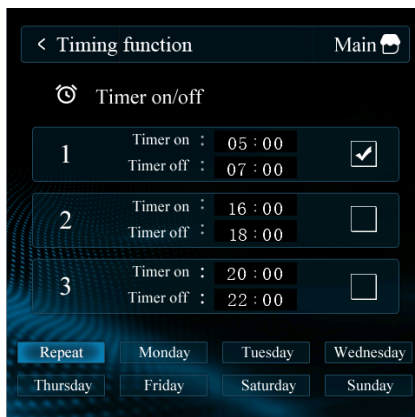 < Timing function Main
Timer on/off
1 Timer on : 05:00
Timer off : 07:00
2 Timer on : 16:00
Timer off : 18:00
3 Timer on : 20:00
Timer off : 22:00
Repeat Monday Tuesday Wednesday
Thursday Friday Saturday Sunday